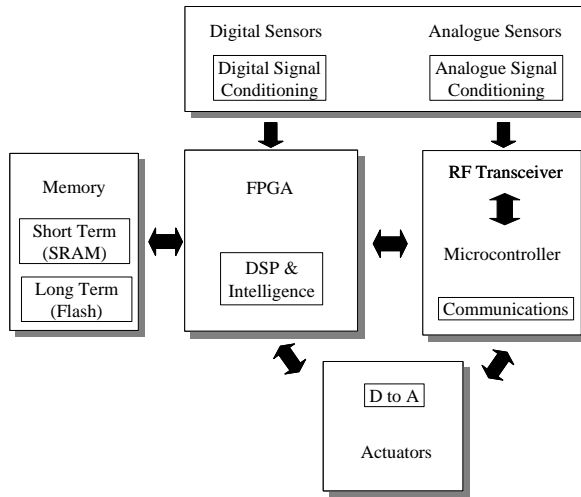 Digital Sensors
Analogue Sensors
Digital Signal
Conditioning
Analogue Signal
Conditioning
Memory
Short Term
(SRAM)
Long Term
(Flash)
FPGA
DSP &
Intelligence
RF Transceiver
Microcontroller
Communications
D to A
Actuators